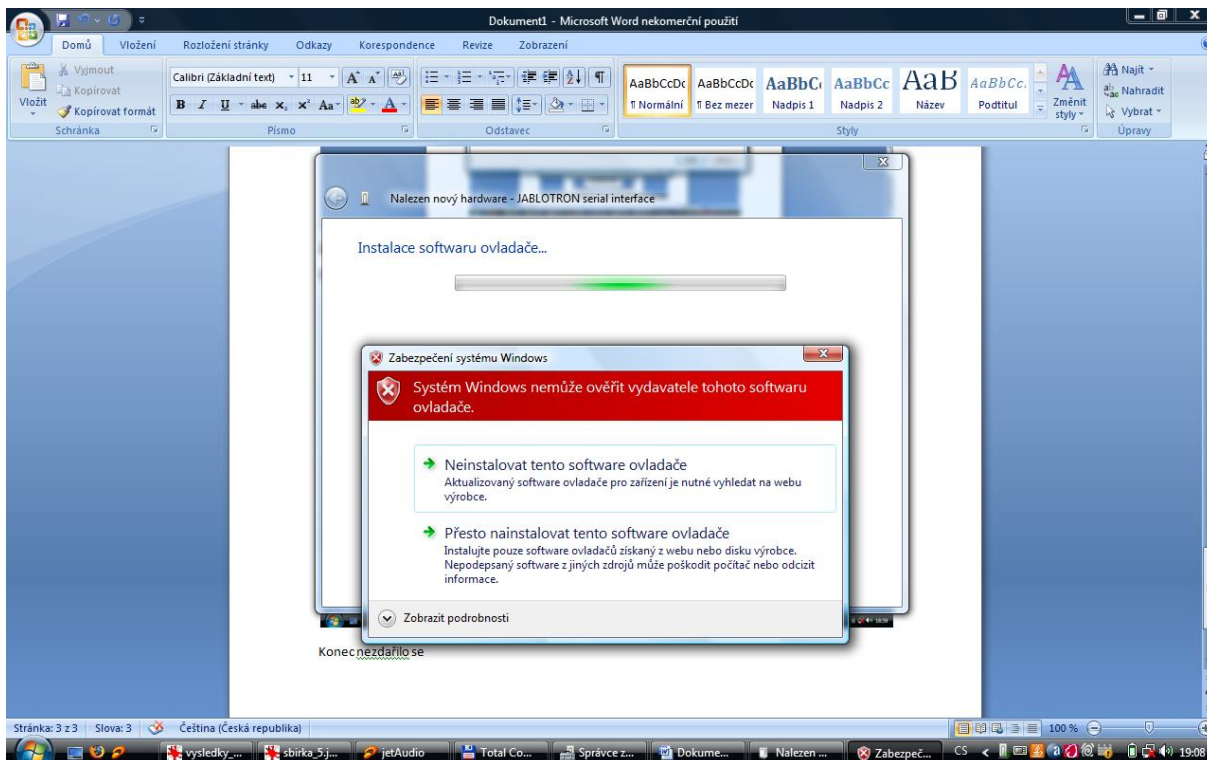 Dokument1 - Microsoft Word nekomerční použití
Domů Vložení Rozložení stránky Odkazy Korespondence Revize Zobrazení
Vložit
Vyjmout
Kopírovat
Kopírovat formát
Schránka
Calibri (Základní text) 11
B I U abc x₂ x² Aa
Písmo
Odstavec
AaBbCcDc AaBbCcDc AaBbC AaBbCc AaB AaBbCc.
¶ Normální ¶ Bez mezer Nadpis 1 Nadpis 2 Název Podtitul
Změnit
styly
Styly
Najít
Nahradit
Vybrat
Úpravy
Nalezen nový hardware - JABLOTRON serial interface
Instalace softwaru ovladače...
Zabezpečení systému Windows
Systém Windows nemůže ověřit vydavatele tohoto softwaru
ovladače.
Neinstalovat tento software ovladače
Aktualizovaný software ovladače pro zařízení je nutné vyhledat na webu
výrobce.
Přesto nainstalovat tento software ovladače
Instalujte pouze software ovladačů získaný z webu nebo disku výrobce.
Nepodepsaný software z jiných zdrojů může poškodit počítač nebo odcizit
informace.
Zobrazit podrobnosti
Konec nezdařilo se
Stránka: 3 z 3 Slova: 3 Čeština (Česká republika) 100 %
vysledky_... sbirka_5.j... jetAudio Total Co... Správce z... Dokume... Nalezen ... Zabezpeč... CS 19:08